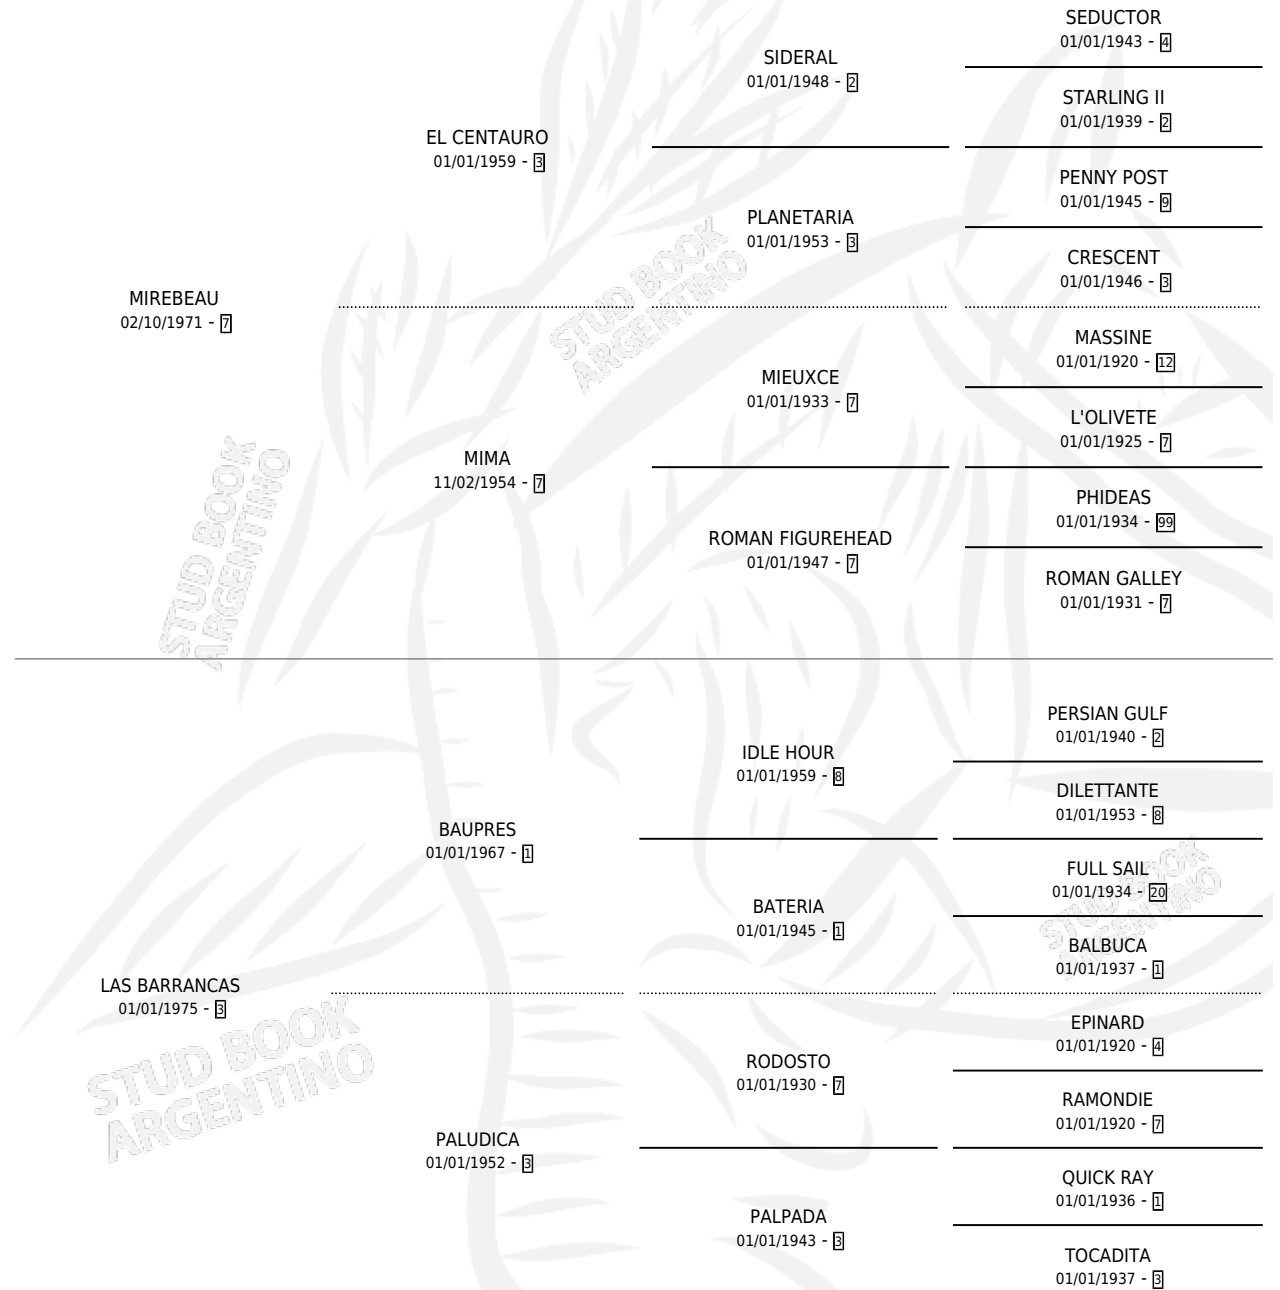 SEDUCTOR
01/01/1943 - 4
SIDERAL
01/01/1948 - 2
STARLING II
01/01/1939 - 2
EL CENTAURO
01/01/1959 - 3
PENNY POST
01/01/1945 - 9
PLANETARIA
01/01/1953 - 3
CRESCENT
01/01/1946 - 3
MIREBEAU
02/10/1971 - 7
MASSINE
01/01/1920 - 12
MIEUXCE
01/01/1933 - 7
L'OLIVETE
01/01/1925 - 7
MIMA
11/02/1954 - 7
PHIDEAS
01/01/1934 - 99
ROMAN FIGUREHEAD
01/01/1947 - 7
ROMAN GALLEY
01/01/1931 - 7
STUD BOOK
ARGENTINO
STUD BOOK
ARGENTINO
PERSIAN GULF
01/01/1940 - 2
IDLE HOUR
01/01/1959 - 8
DILETTANTE
01/01/1953 - 8
BAUPRES
01/01/1967 - 1
FULL SAIL
01/01/1934 - 20
BATERIA
01/01/1945 - 1
BALBUCA
01/01/1937 - 1
STUD BOOK
ARGENTINO
LAS BARRANCAS
01/01/1975 - 3
EPINARD
01/01/1920 - 4
RODOSTO
01/01/1930 - 7
RAMONDIE
01/01/1920 - 7
STUD BOOK
ARGENTINO
PALUDICA
01/01/1952 - 3
QUICK RAY
01/01/1936 - 1
PALPADA
01/01/1943 - 3
TOCADITA
01/01/1937 - 3